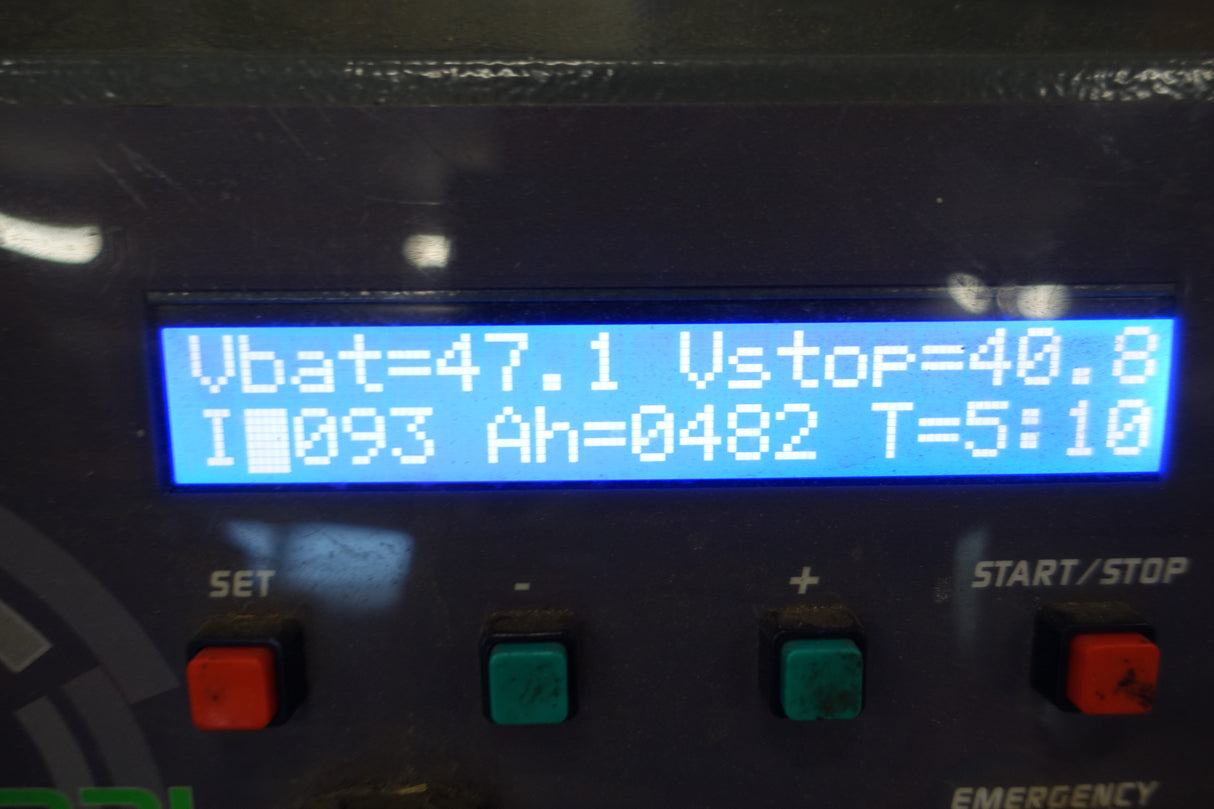 Vbat=47.1 Vstop=40.8
I█093 Ah=0482 T=5:10
SET - + START/STOP
EMERGENCY